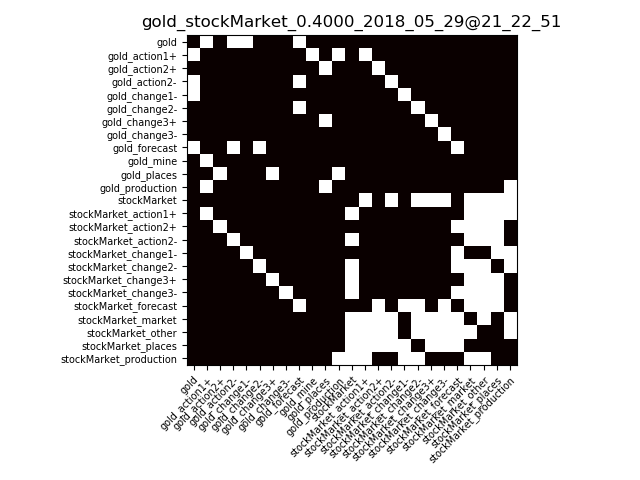 gold_stockMarket_0.4000_2018_05_29@21_22_51
gold
gold_action1+
gold_action2+
gold_action2-
gold_change1-
gold_change2-
gold_change3+
gold_change3-
gold_forecast
gold_mine
gold_places
gold_production
stockMarket
stockMarket_action1+
stockMarket_action2+
stockMarket_action2-
stockMarket_change1-
stockMarket_change2-
stockMarket_change3+
stockMarket_change3-
stockMarket_forecast
stockMarket_market
stockMarket_other
stockMarket_places
stockMarket_production
gold
gold_action1+
gold_action2+
gold_action2-
gold_change1-
gold_change2-
gold_change3+
gold_change3-
gold_forecast
gold_mine
gold_places
gold_production
stockMarket
stockMarket_action1+
stockMarket_action2+
stockMarket_action2-
stockMarket_change1-
stockMarket_change2-
stockMarket_change3+
stockMarket_change3-
stockMarket_forecast
stockMarket_market
stockMarket_other
stockMarket_places
stockMarket_production